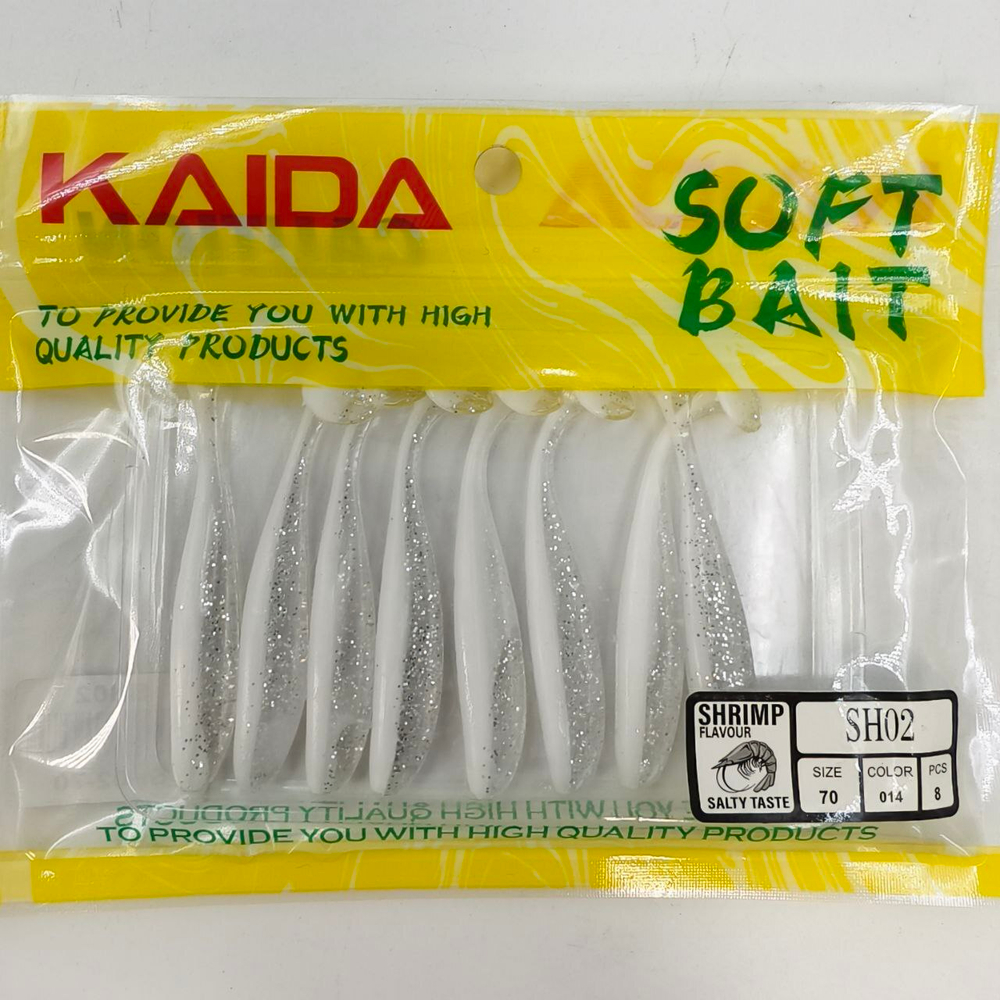 KAIDA
SOFT
BAIT
TO PROVIDE YOU WITH HIGH
QUALITY PRODUCTS
SHRIMP
FLAVOUR
SALTY TASTE
SH02
SIZE
70
COLOR
014
PCS
8
TO PROVIDE YOU WITH HIGH QUALITY PRODUCTS